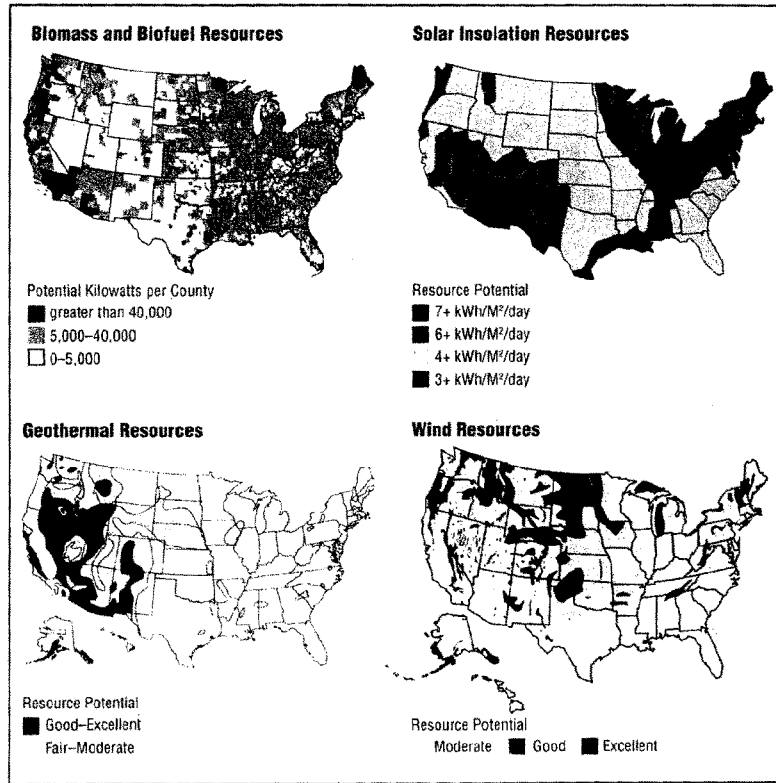 Biomass and Biofuel Resources
Potential Kilowatts per County
greater than 40,000
5,000–40,000
0–5,000
Solar Insolation Resources
Resource Potential
7+ kWh/M²/day
6+ kWh/M²/day
4+ kWh/M²/day
3+ kWh/M²/day
Geothermal Resources
Resource Potential
Good–Excellent
Fair–Moderate
Wind Resources
Resource Potential
Moderate Good Excellent